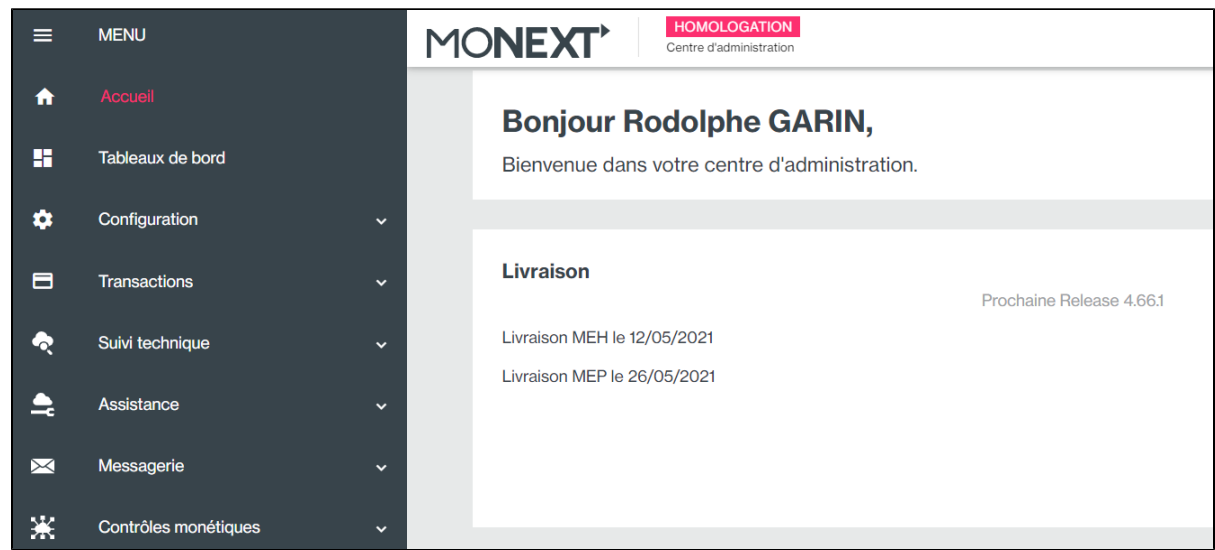 MENU
Accueil
Tableaux de bord
Configuration
Transactions
Suivi technique
Assistance
Messagerie
Contrôles monétiques
MONEXT
HOMOLOGATION
Centre d'administration
Bonjour Rodolphe GARIN,
Bienvenue dans votre centre d'administration.
Livraison
Prochaine Release 4.66.1
Livraison MEH le 12/05/2021
Livraison MEP le 26/05/2021